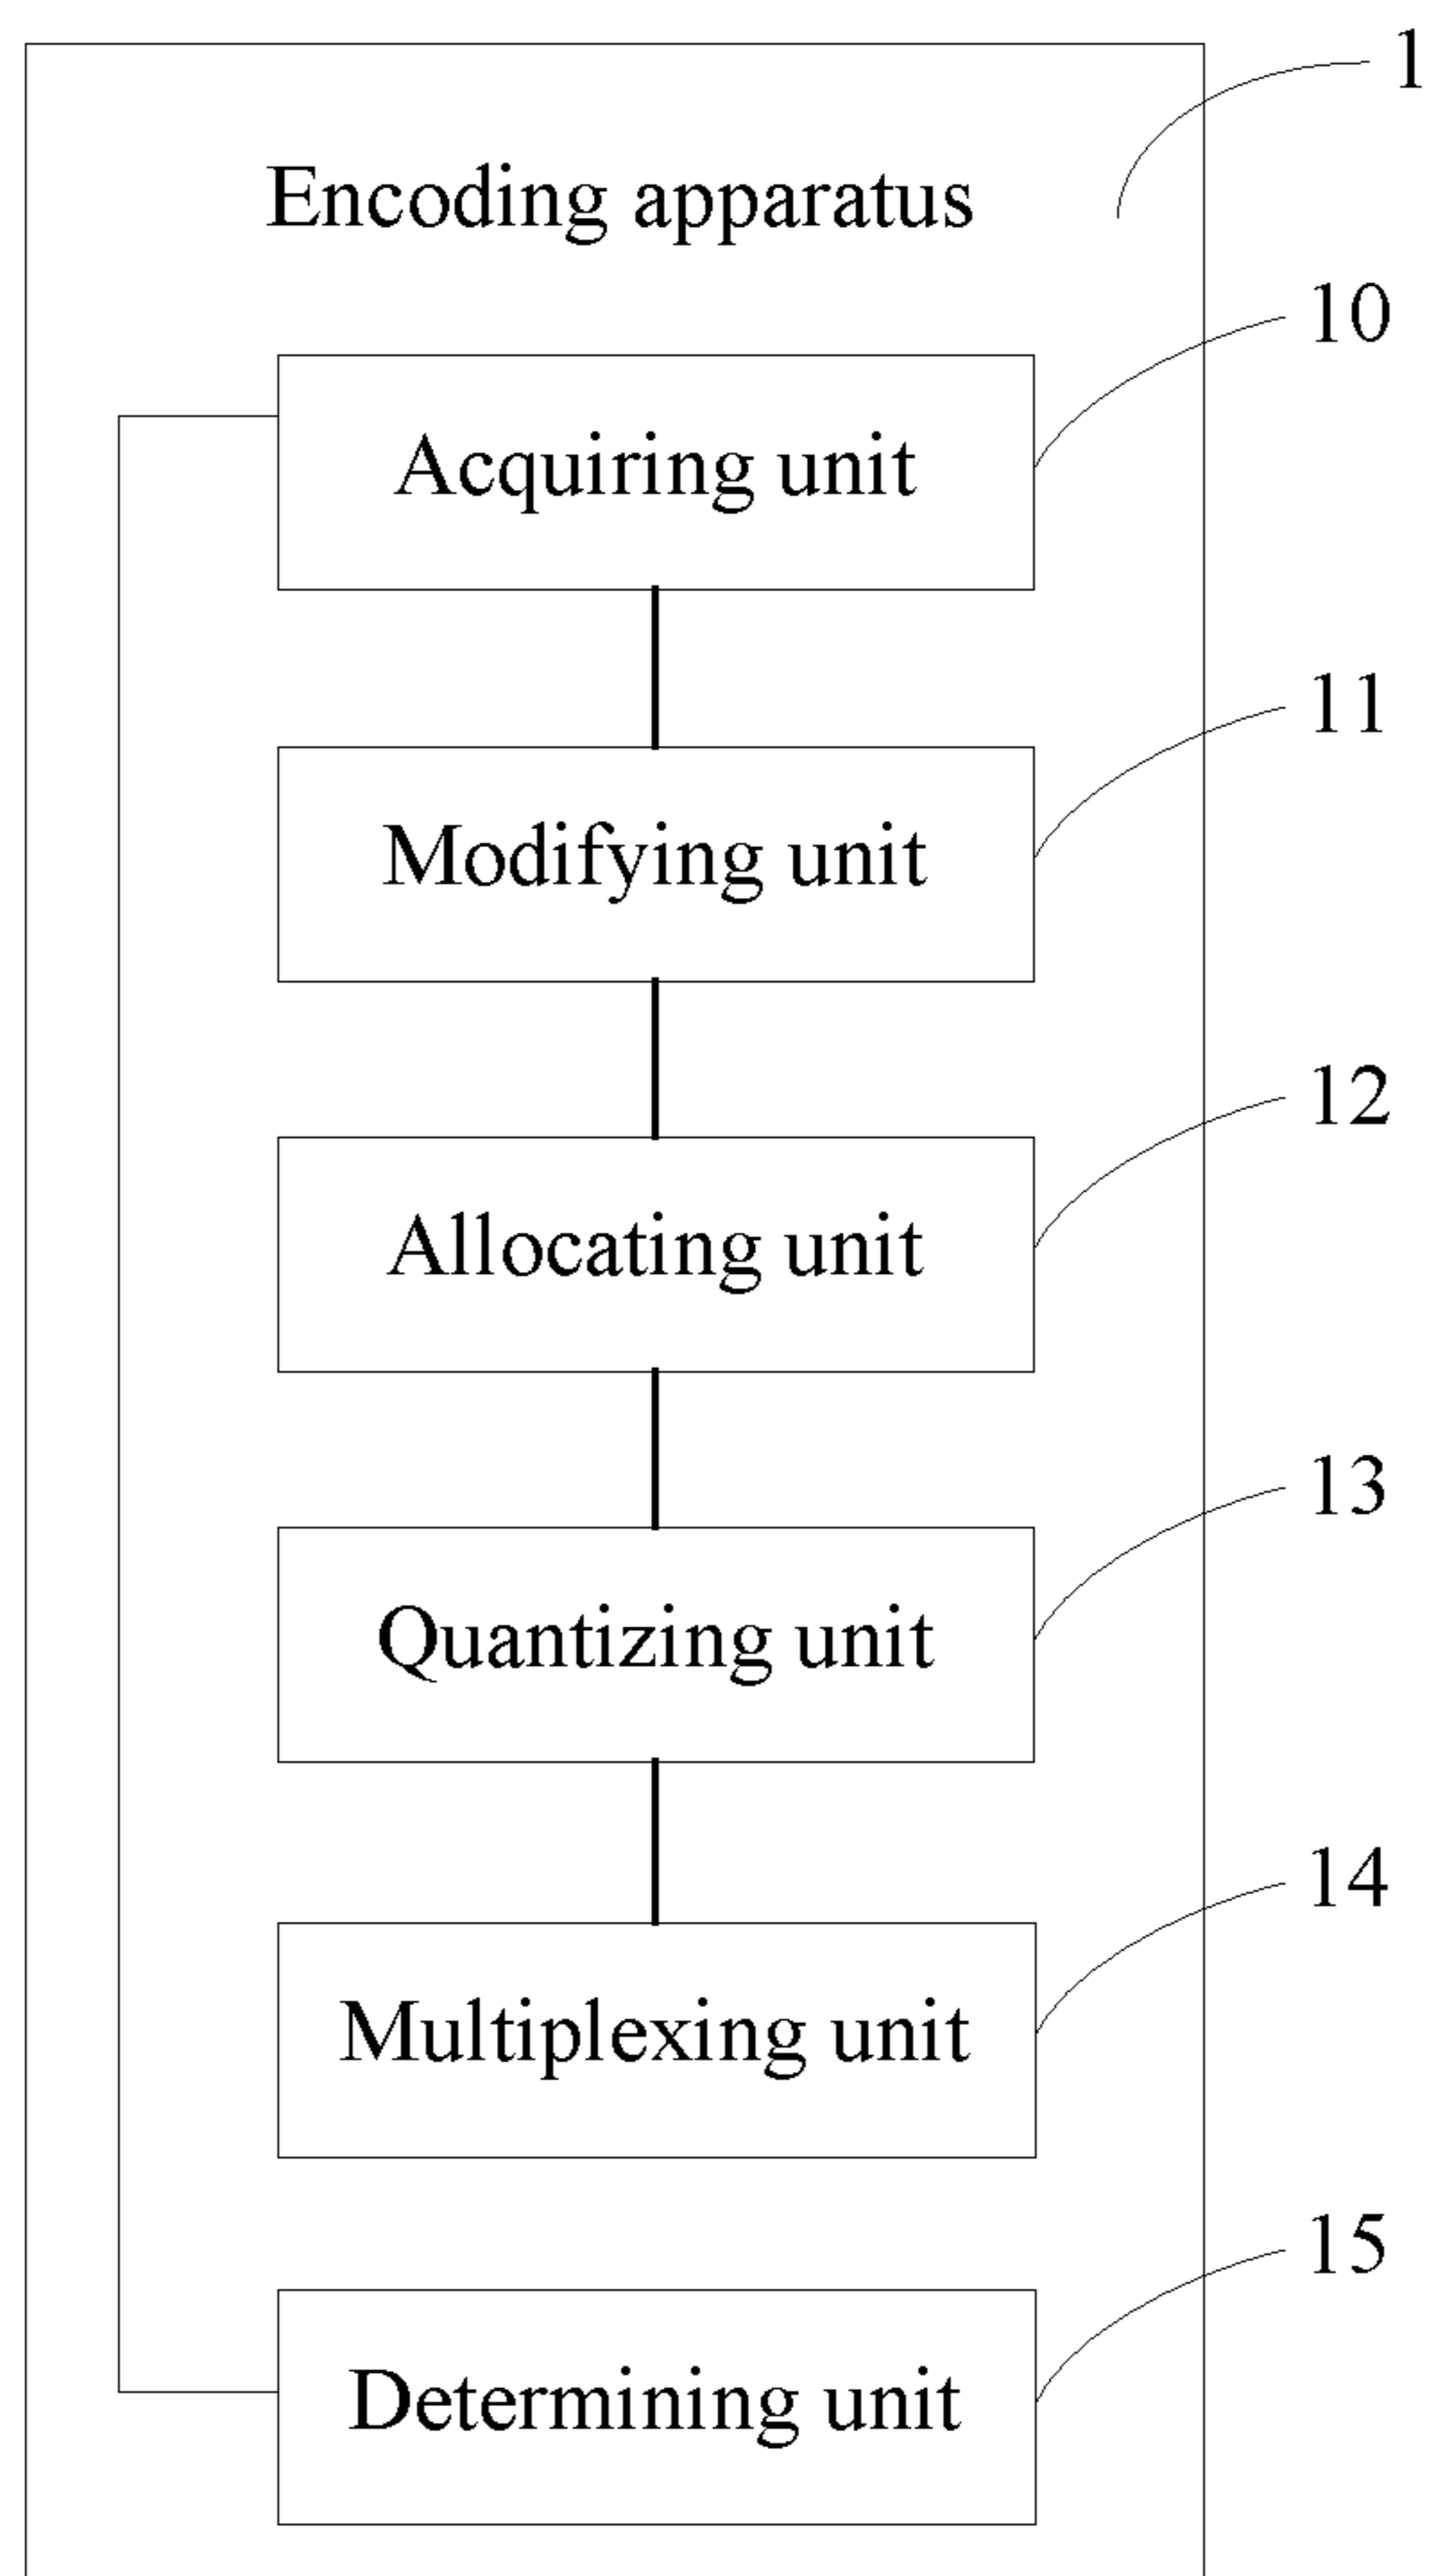 1
Encoding apparatus
10
Acquiring unit
11
Modifying unit
12
Allocating unit
13
Quantizing unit
14
Multiplexing unit
15
Determining unit